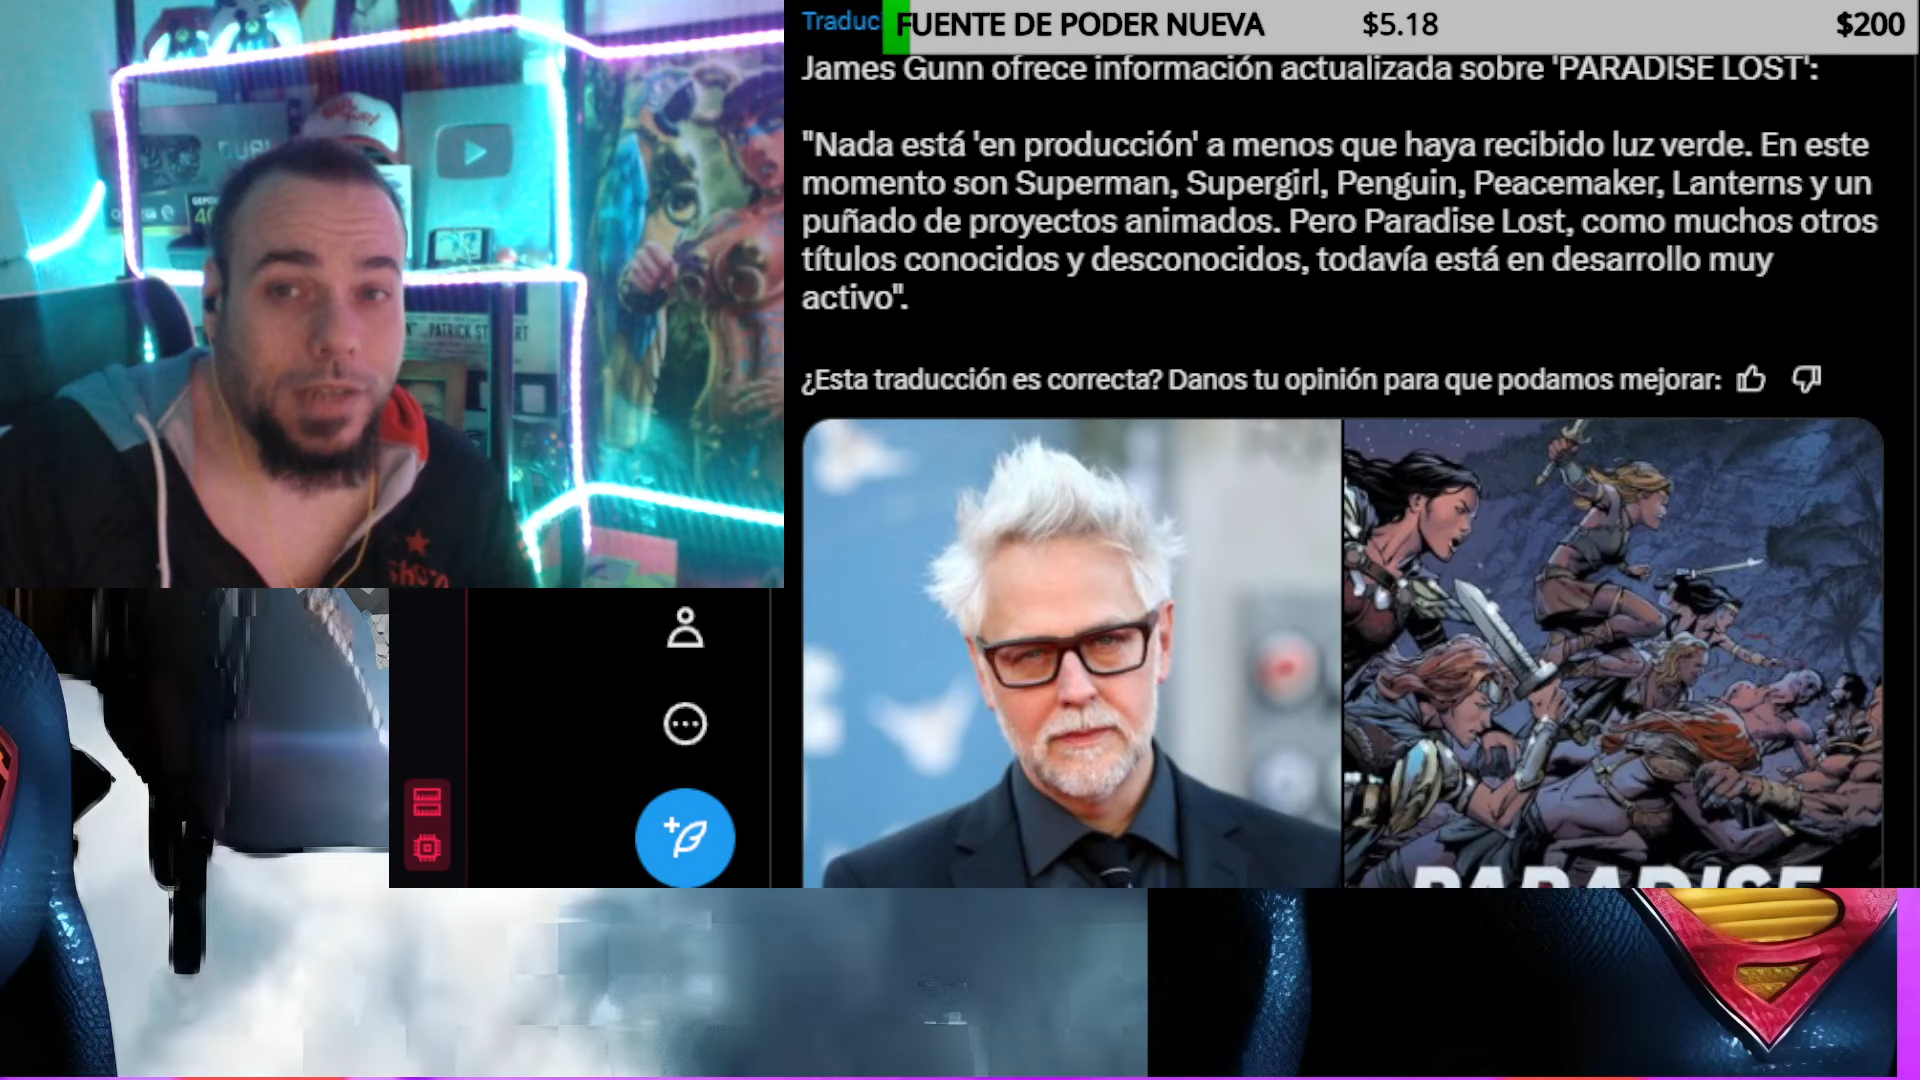 Traduc
FUENTE DE PODER NUEVA $5.18 $200
James Gunn ofrece información actualizada sobre 'PARADISE LOST':
"Nada está 'en producción' a menos que haya recibido luz verde. En este
momento son Superman, Supergirl, Penguin, Peacemaker, Lanterns y un
puñado de proyectos animados. Pero Paradise Lost, como muchos otros
títulos conocidos y desconocidos, todavía está en desarrollo muy
activo".
¿Esta traducción es correcta? Danos tu opinión para que podamos mejorar:
PATRICK
PARADISE